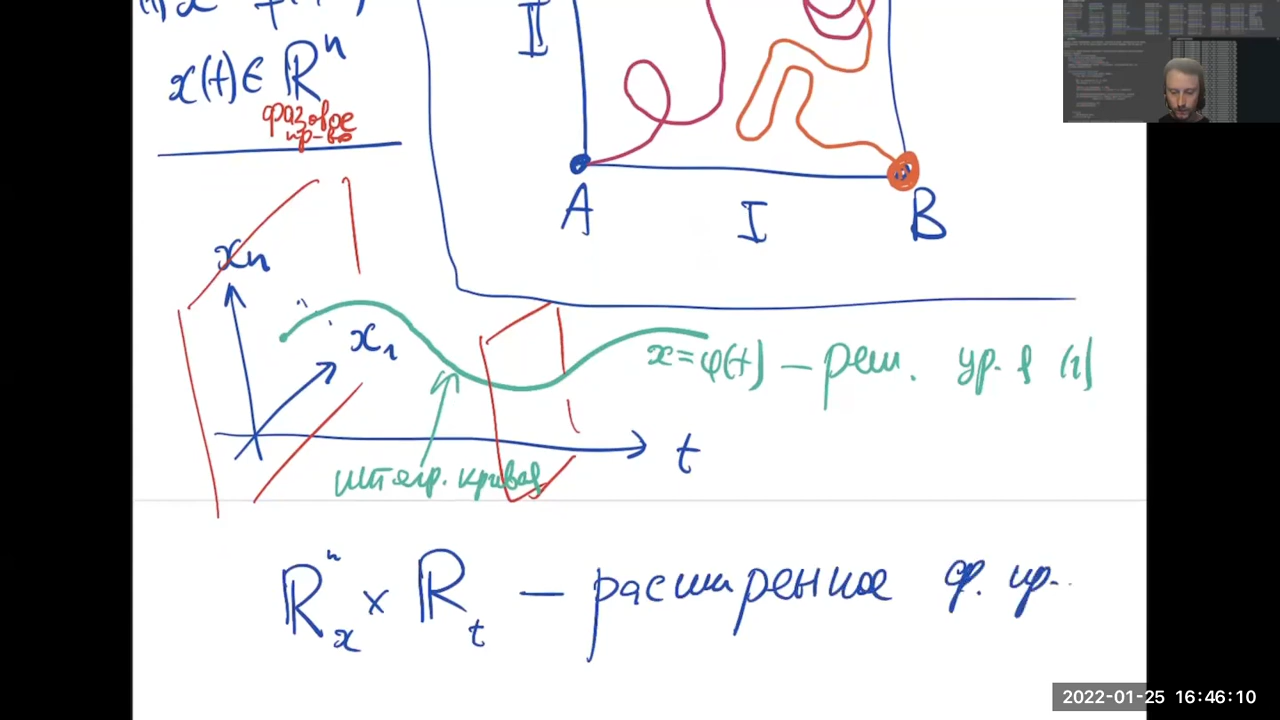 II
x(t) ∈ ℝⁿ
фазовое
пр-во
A
I
B
xₙ
x₁
x = φ(t) — реш. ур. в (1)
t
интегр. кривая
ℝⁿₓ × ℝₜ — расширенное ф. пр.
2022-01-25 16:46:10